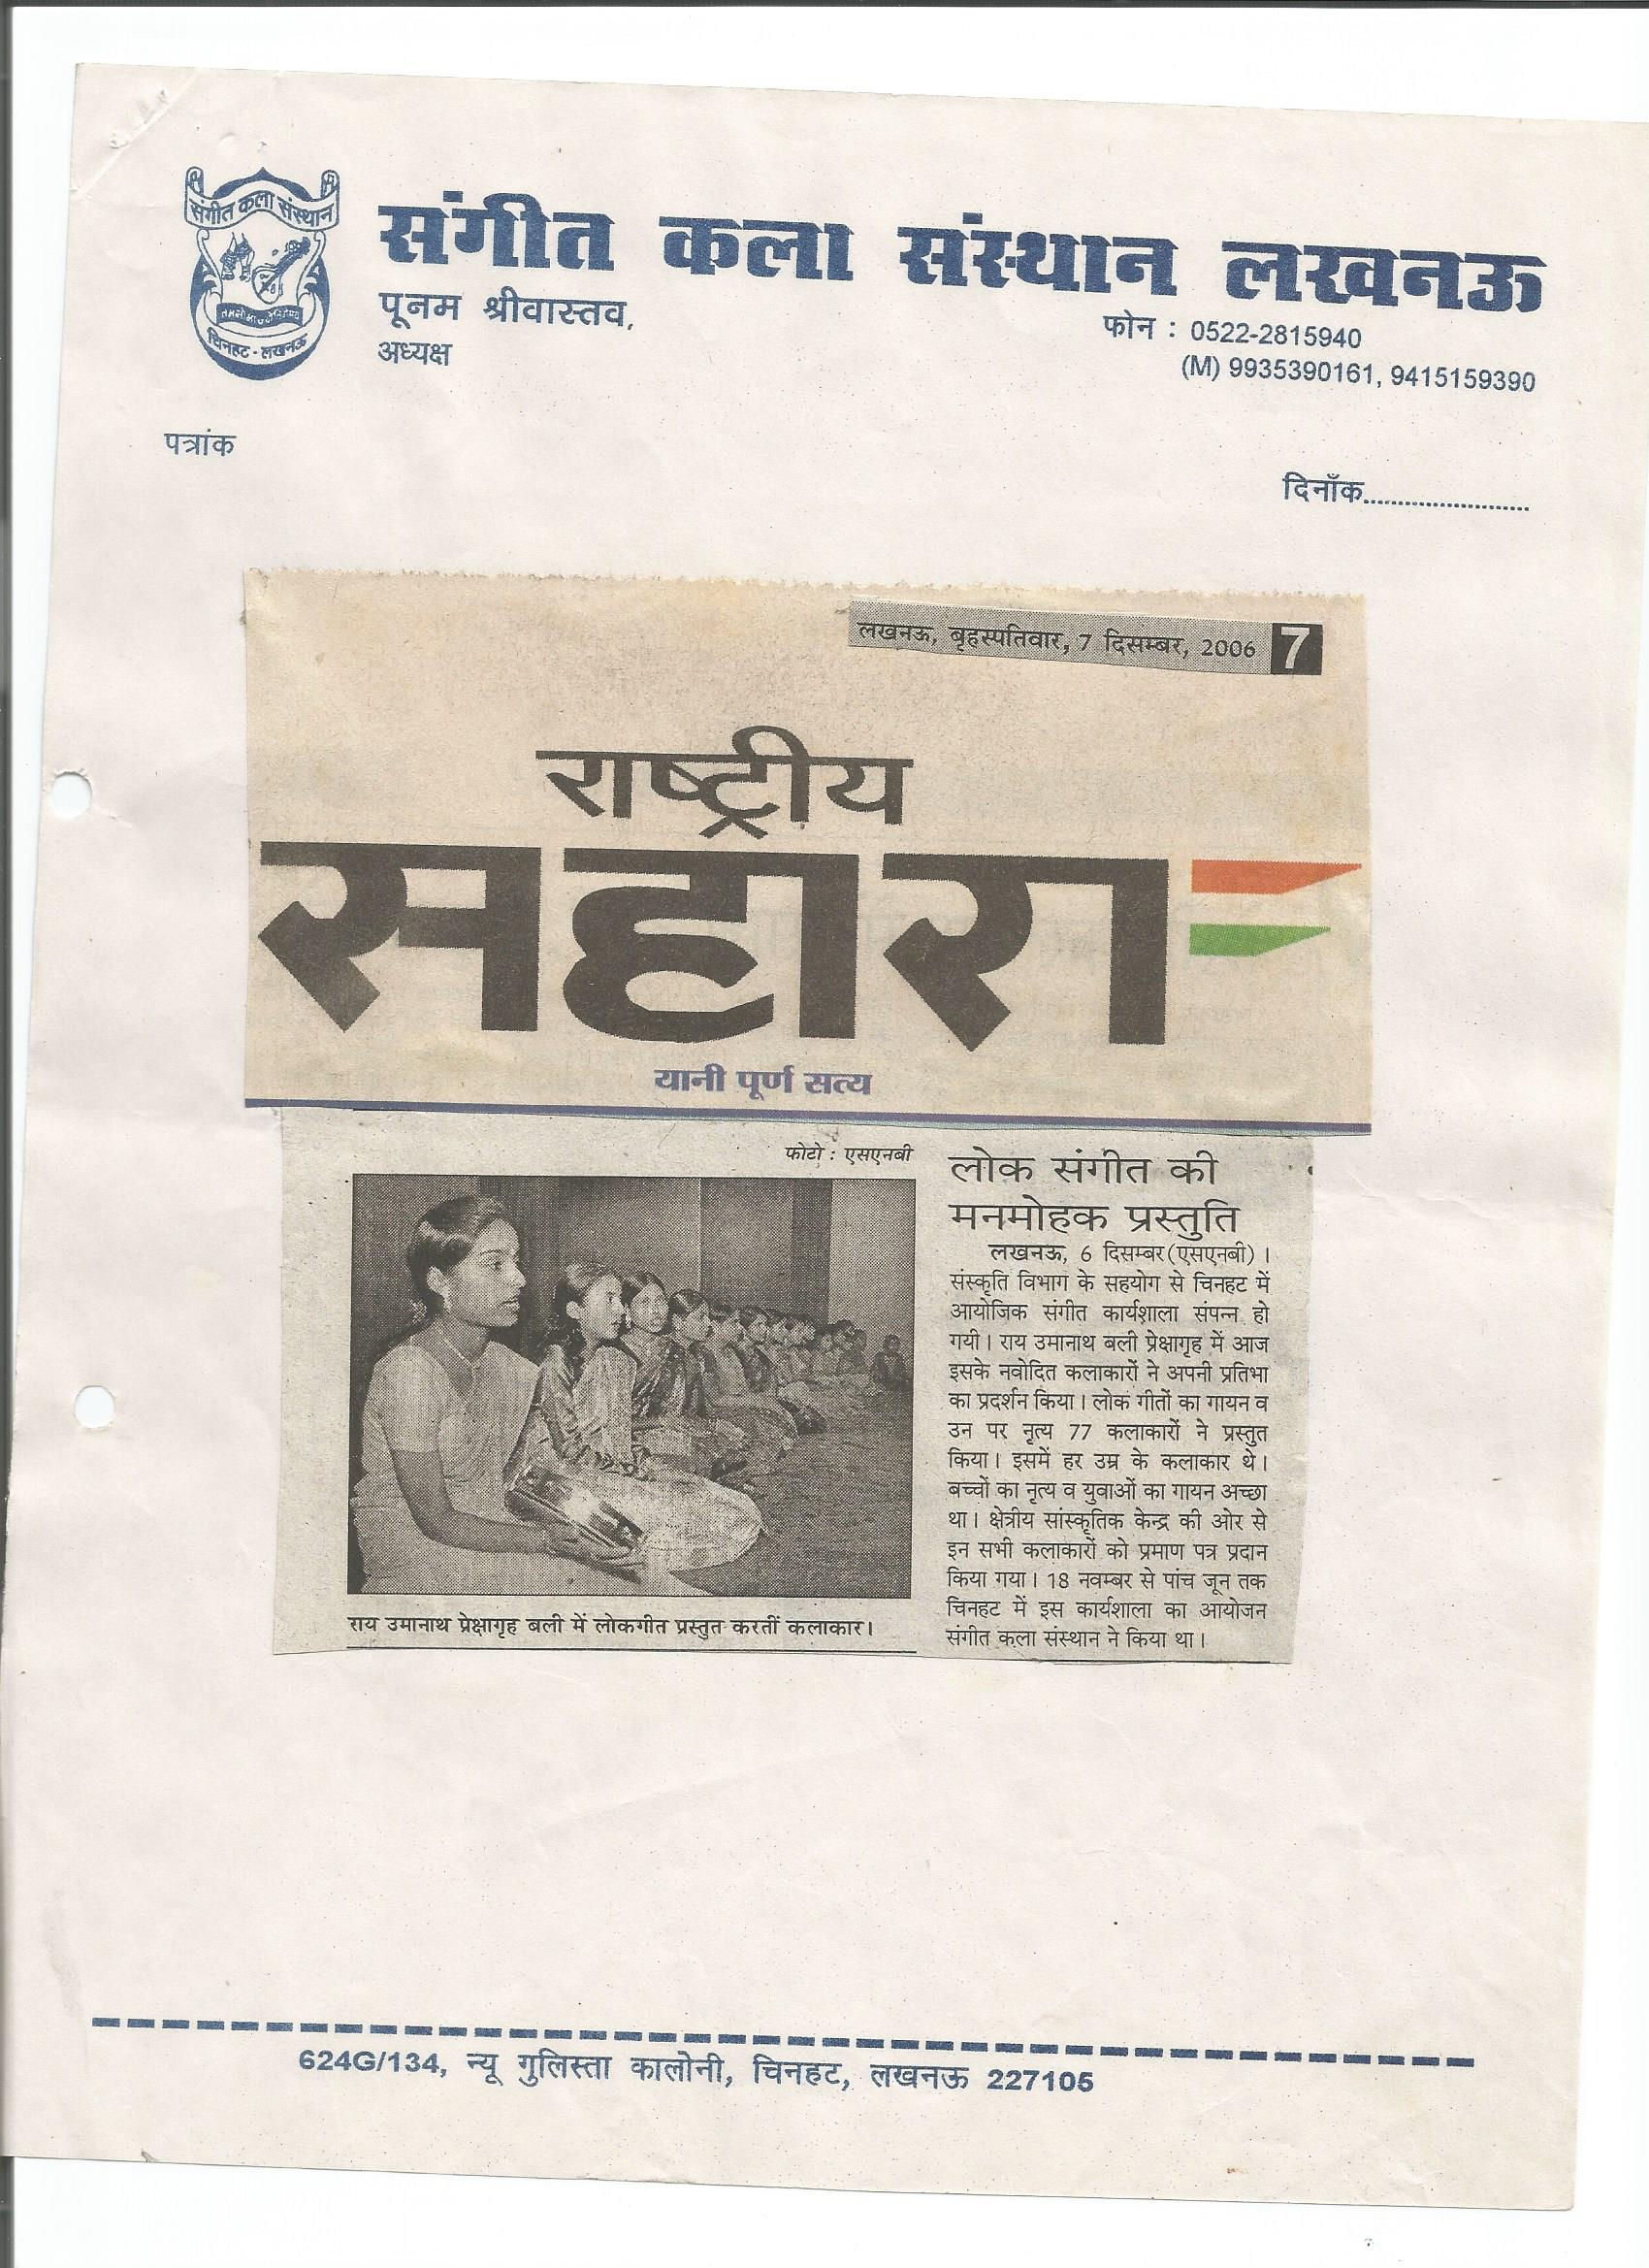 संगीत कला संस्थान
चिनहट - लखनऊ
संगीत कला संस्थान लखनऊ
पूनम श्रीवास्तव,
अध्यक्ष
फोन : 0522-2815940
(M) 9935390161, 9415159390
पत्रांक
दिनाँक........................
लखनऊ, बृहस्पतिवार, 7 दिसम्बर, 2006 7
राष्ट्रीय
सहारा
यानी पूर्ण सत्य
फोटो : एसएनबी
राय उमानाथ प्रेक्षागृह बली में लोकगीत प्रस्तुत करतीं कलाकार।
लोक संगीत की
मनमोहक प्रस्तुति
लखनऊ, 6 दिसम्बर(एसएनबी)।
संस्कृति विभाग के सहयोग से चिनहट में
आयोजिक संगीत कार्यशाला संपन्न हो
गयी। राय उमानाथ बली प्रेक्षागृह में आज
इसके नवोदित कलाकारों ने अपनी प्रतिभा
का प्रदर्शन किया। लोक गीतों का गायन व
उन पर नृत्य 77 कलाकारों ने प्रस्तुत
किया। इसमें हर उम्र के कलाकार थे।
बच्चों का नृत्य व युवाओं का गायन अच्छा
था। क्षेत्रीय सांस्कृतिक केन्द्र की ओर से
इन सभी कलाकारों को प्रमाण पत्र प्रदान
किया गया। 18 नवम्बर से पांच जून तक
चिनहट में इस कार्यशाला का आयोजन
संगीत कला संस्थान ने किया था।
624G/134, न्यू गुलिस्ता कालोनी, चिनहट, लखनऊ 227105